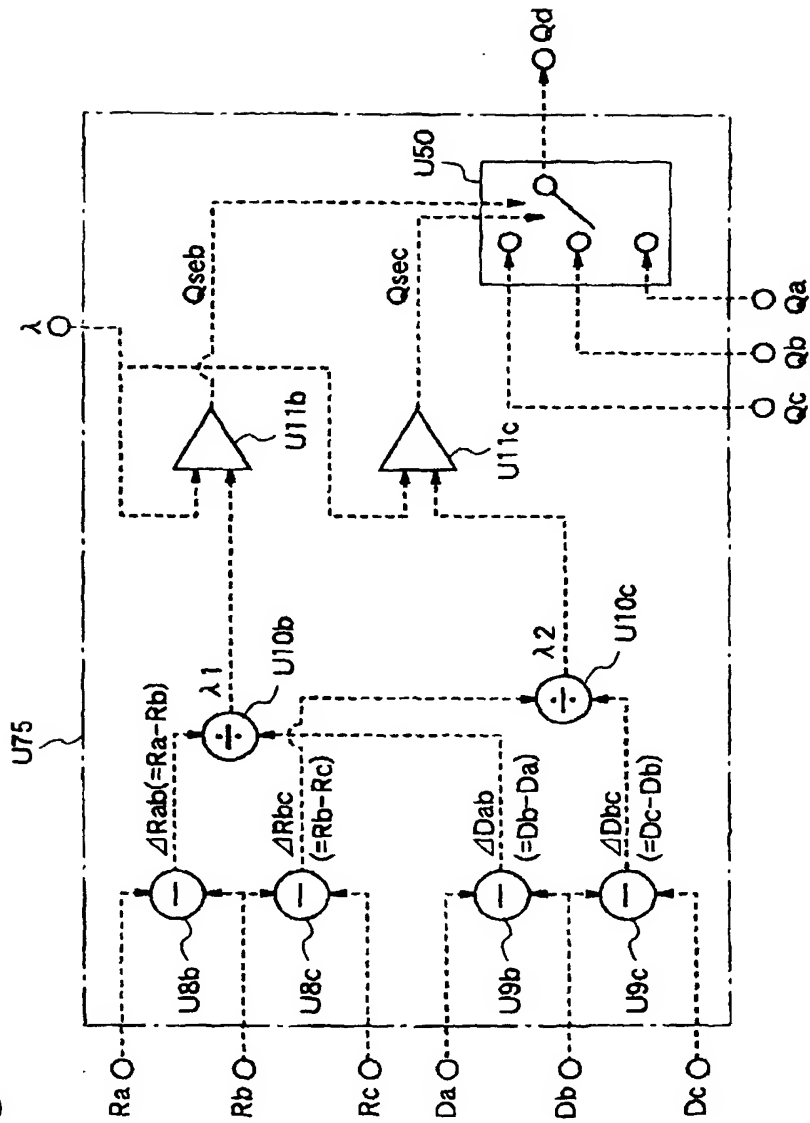 U75
λ
Ra
Rb
Rc
Da
Db
Dc
U8b
U8c
U9b
U9c
ΔRab(=Ra-Rb)
ΔRbc
(=Rb-Rc)
ΔDab
(=Db-Da)
ΔDbc
(=Dc-Db)
λ1
U10b
λ2
U10c
U11b
U11c
Qseb
Qsec
U50
Qd
Qc
Qb
Qa